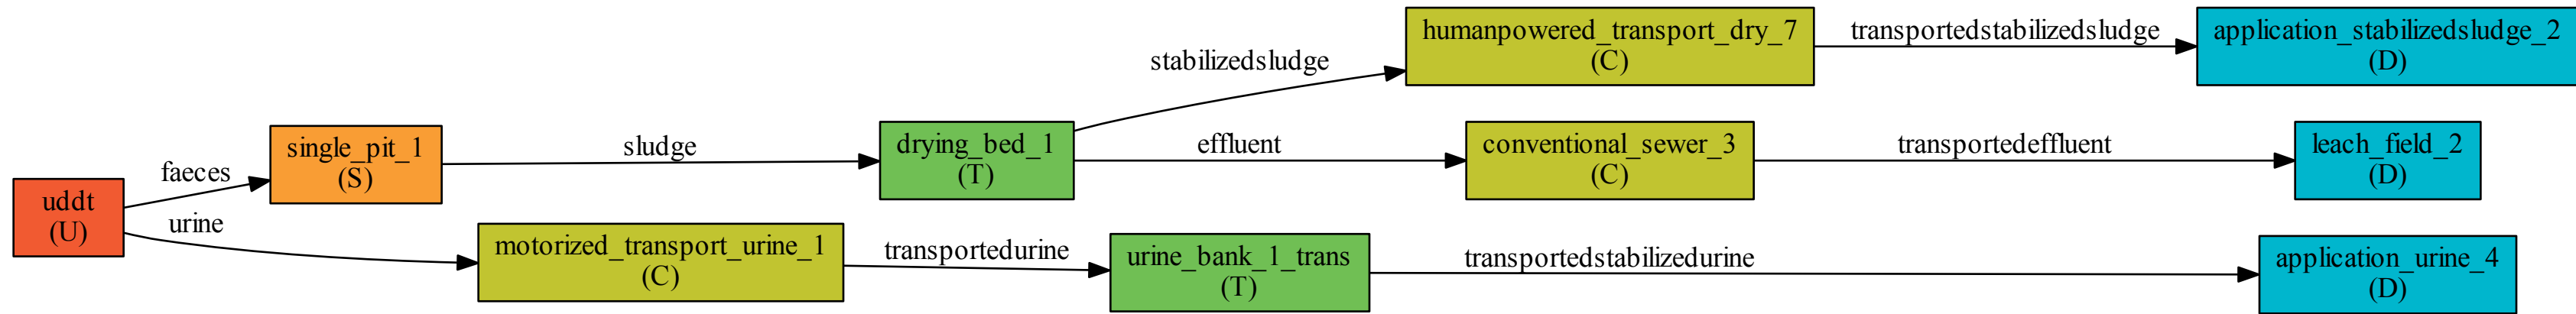 humanpowered_transport_dry_7
(C)
transportedstabilizedsludge
application_stabilizedsludge_2
(D)
stabilizedsludge
single_pit_1
(S)
sludge
drying_bed_1
(T)
effluent
conventional_sewer_3
(C)
transportedeffluent
leach_field_2
(D)
faeces
uddt
(U)
urine
motorized_transport_urine_1
(C)
transportedurine
urine_bank_1_trans
(T)
transportedstabilizedurine
application_urine_4
(D)